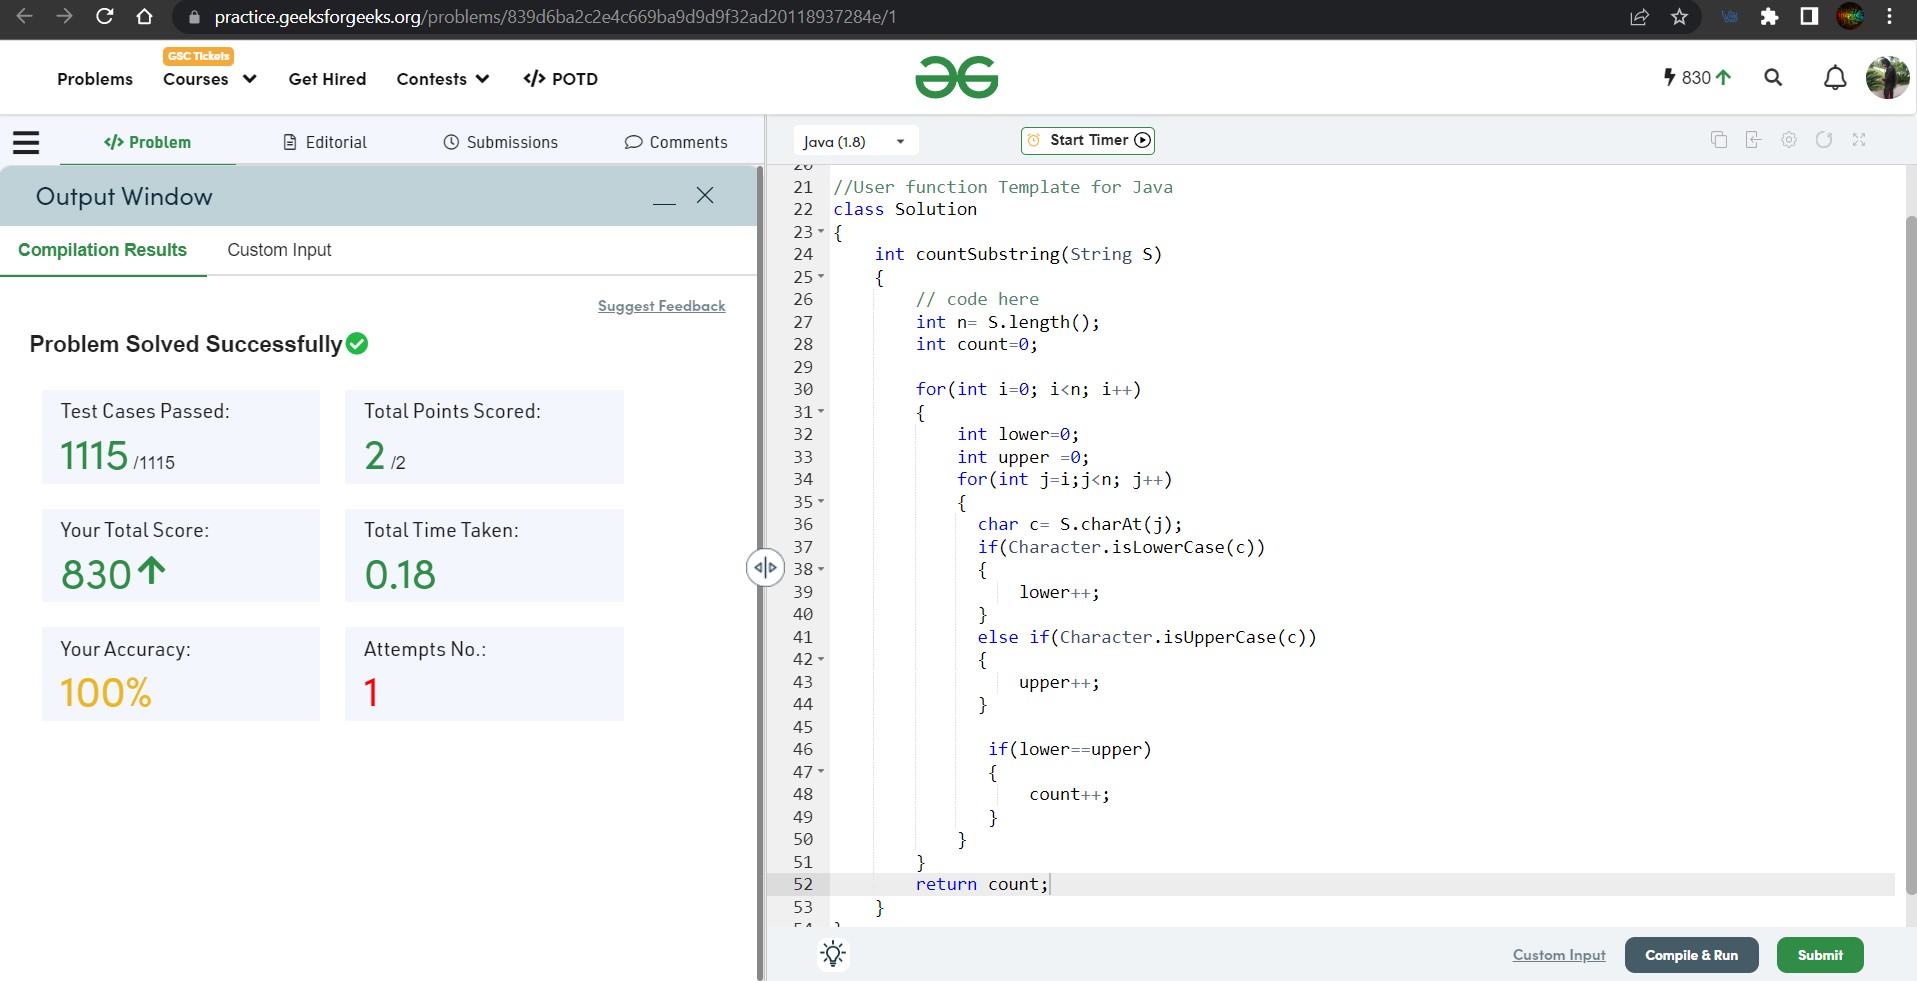 practice.geeksforgeeks.org/problems/839d6ba2c2e4c669ba9d9d9f32ad20118937284e/1
GSC Tickets
Problems Courses Get Hired Contests </> POTD 830
</> Problem Editorial Submissions Comments
Java (1.8) Start Timer
Output Window
Compilation Results Custom Input
Suggest Feedback
Problem Solved Successfully
Test Cases Passed: Total Points Scored:
1115 /1115 2 /2
Your Total Score: Total Time Taken:
830 0.18
Your Accuracy: Attempts No.:
100% 1
20
21 //User function Template for Java
22 class Solution
23 {
24 int countSubstring(String S)
25 {
26 // code here
27 int n= S.length();
28 int count=0;
29
30 for(int i=0; i<n; i++)
31 {
32 int lower=0;
33 int upper =0;
34 for(int j=i;j<n; j++)
35 {
36 char c= S.charAt(j);
37 if(Character.isLowerCase(c))
38 {
39 lower++;
40 }
41 else if(Character.isUpperCase(c))
42 {
43 upper++;
44 }
45
46 if(lower==upper)
47 {
48 count++;
49 }
50 }
51 }
52 return count;
53 }
54 }
Custom Input Compile & Run Submit